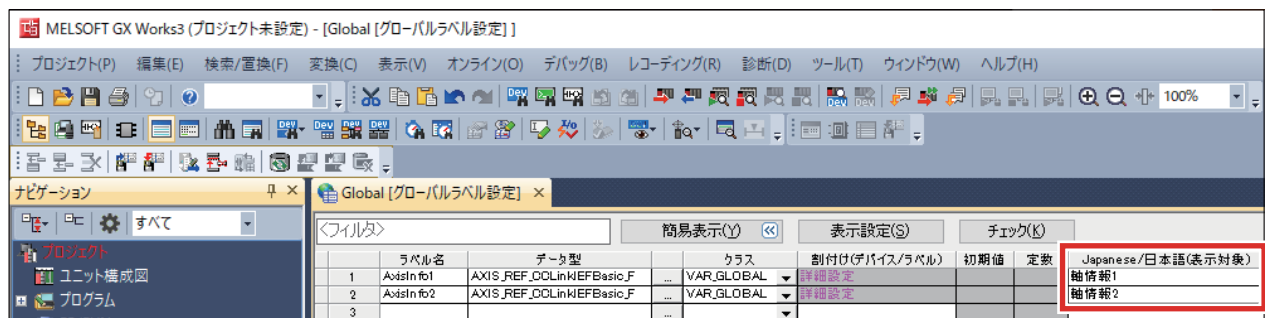 MELSOFT GX Works3 (プロジェクト未設定) - [Global [グローバルラベル設定] ]
プロジェクト(P) 編集(E) 検索/置換(F) 変換(C) 表示(V) オンライン(O) デバッグ(B) レコーディング(R) 診断(D) ツール(T) ウィンドウ(W) ヘルプ(H)
100%
ナビゲーション
Global [グローバルラベル設定]
すべて
<フィルタ>
簡易表示(Y)
表示設定(S)
チェック(K)
プロジェクト
ユニット構成図
プログラム
ラベル名 データ型 クラス 割付け(デバイス/ラベル) 初期値 定数 Japanese/日本語(表示対象)
1 AxisInfo1 AXIS_REF_CCLinkIEFBasic_F ... VAR_GLOBAL 詳細設定 軸情報1
2 AxisInfo2 AXIS_REF_CCLinkIEFBasic_F ... VAR_GLOBAL 詳細設定 軸情報2
3 ...